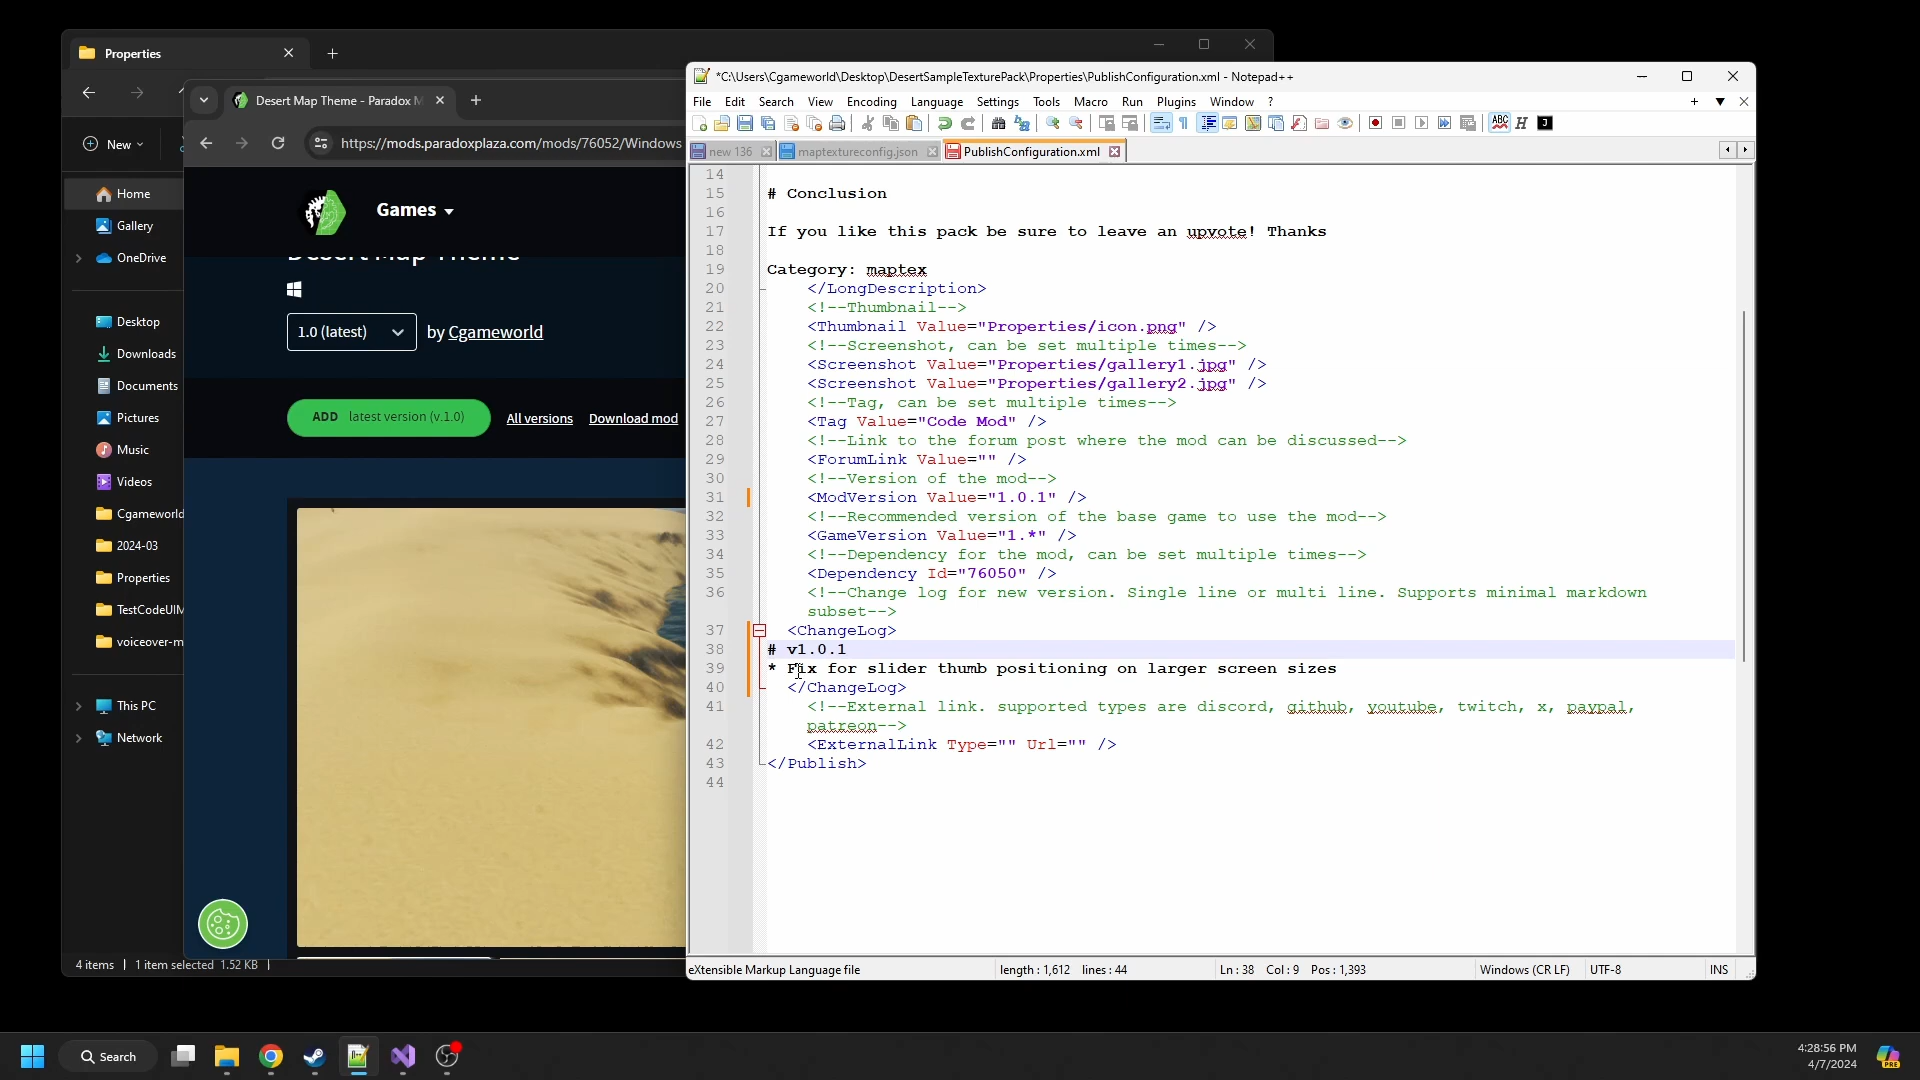 Properties
Desert Map Theme - Paradox M
https://mods.paradoxplaza.com/mods/76052/Windows
New
Home
Gallery
OneDrive
Desktop
Downloads
Documents
Pictures
Music
Videos
Cgameworld
2024-03
Properties
TestCodeUIM
voiceover-m
This PC
Network
4 items
1 item selected 1.52 KB
Games
Desert Map Theme
1.0 (latest)
by Cgameworld
ADD latest version (v.1.0)
All versions
Download mod
*C:\Users\Cgameworld\Desktop\DesertSampleTexturePack\Properties\PublishConfiguration.xml - Notepad++
File Edit Search View Encoding Language Settings Tools Macro Run Plugins Window ?
new 136
maptextureconfig.json
PublishConfiguration.xml
14
15 # Conclusion
16
17 If you like this pack be sure to leave an upvote! Thanks
18
19 Category: maptex
20 </LongDescription>
21 <!--Thumbnail-->
22 <Thumbnail Value="Properties/icon.png" />
23 <!--Screenshot, can be set multiple times-->
24 <Screenshot Value="Properties/gallery1.jpg" />
25 <Screenshot Value="Properties/gallery2.jpg" />
26 <!--Tag, can be set multiple times-->
27 <Tag Value="Code Mod" />
28 <!--Link to the forum post where the mod can be discussed-->
29 <ForumLink Value="" />
30 <!--Version of the mod-->
31 <ModVersion Value="1.0.1" />
32 <!--Recommended version of the base game to use the mod-->
33 <GameVersion Value="1.*" />
34 <!--Dependency for the mod, can be set multiple times-->
35 <Dependency Id="76050" />
36 <!--Change log for new version. Single line or multi line. Supports minimal markdown
subset-->
37 <ChangeLog>
38 # v1.0.1
39 * Fix for slider thumb positioning on larger screen sizes
40 </ChangeLog>
41 <!--External link. supported types are discord, github, youtube, twitch, x, paypal,
patreon-->
42 <ExternalLink Type="" Url="" />
43 </Publish>
44
eXtensible Markup Language file
length : 1,612 lines : 44
Ln : 38 Col : 9 Pos : 1,393
Windows (CR LF)
UTF-8
INS
Search
4:28:56 PM
4/7/2024
PRE